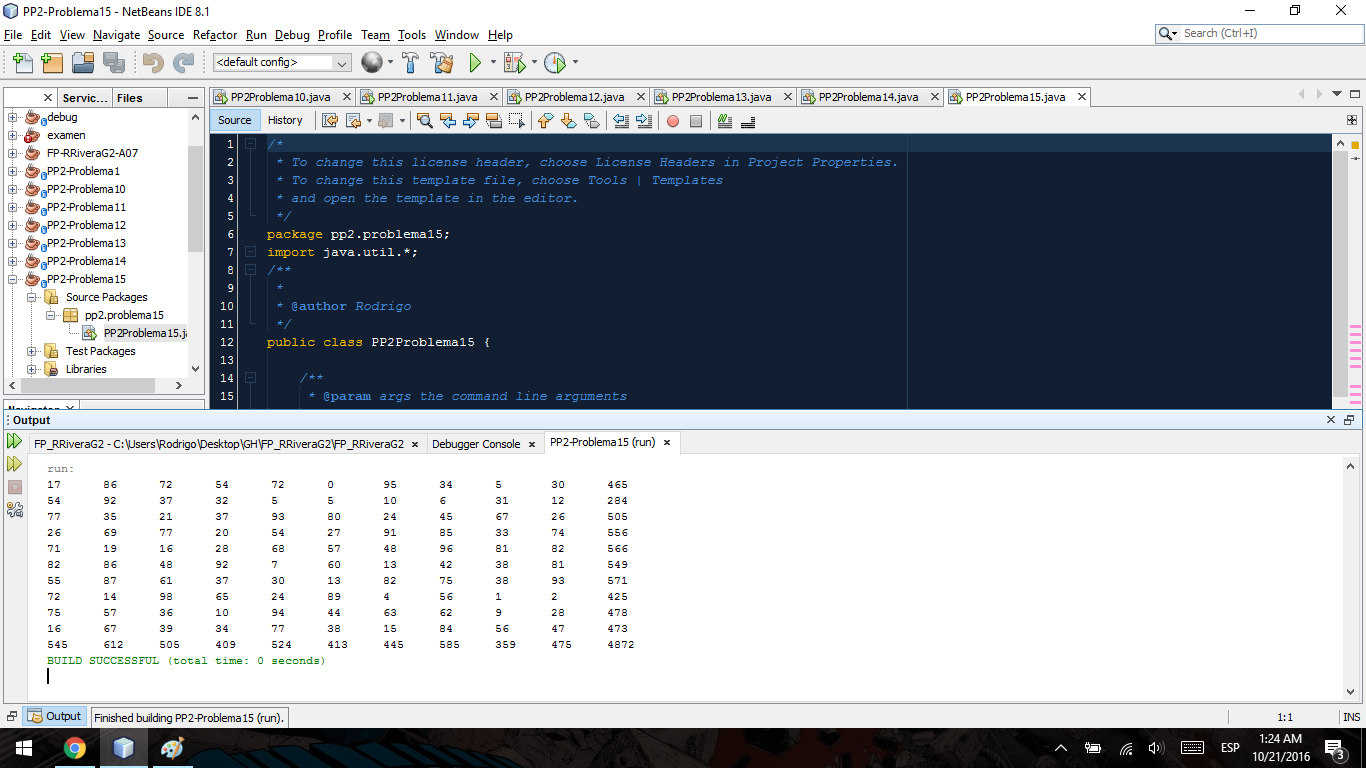 PP2-Problema15 - NetBeans IDE 8.1
File Edit View Navigate Source Refactor Run Debug Profile Team Tools Window Help
Search (Ctrl+I)
<default config>
Servic... Files
PP2Problema10.java PP2Problema11.java PP2Problema12.java PP2Problema13.java PP2Problema14.java PP2Problema15.java
Source History
debug
examen
FP-RRiveraG2-A07
PP2-Problema1
PP2-Problema10
PP2-Problema11
PP2-Problema12
PP2-Problema13
PP2-Problema14
PP2-Problema15
Source Packages
pp2.problema15
PP2Problema15.j
Test Packages
Libraries
Navigator
1 /*
2 * To change this license header, choose License Headers in Project Properties.
3 * To change this template file, choose Tools | Templates
4 * and open the template in the editor.
5 */
6 package pp2.problema15;
7 import java.util.*;
8 /**
9 *
10 * @author Rodrigo
11 */
12 public class PP2Problema15 {
13
14 /**
15 * @param args the command line arguments
Output
FP_RRiveraG2 - C:\Users\Rodrigo\Desktop\GH\FP_RRiveraG2\FP_RRiveraG2 Debugger Console PP2-Problema15 (run)
run:
17 86 72 54 72 0 95 34 5 30 465
54 92 37 32 5 5 10 6 31 12 284
77 35 21 37 93 80 24 45 67 26 505
26 69 77 20 54 27 91 85 33 74 556
71 19 16 28 68 57 48 96 81 82 566
82 86 48 92 7 60 13 42 38 81 549
55 87 61 37 30 13 82 75 38 93 571
72 14 98 65 24 89 4 56 1 2 425
75 57 36 10 94 44 63 62 9 28 478
16 67 39 34 77 38 15 84 56 47 473
545 612 505 409 524 413 445 585 359 475 4872
BUILD SUCCESSFUL (total time: 0 seconds)
Output
Finished building PP2-Problema15 (run).
1:1 INS
ESP
1:24 AM
10/21/2016
3